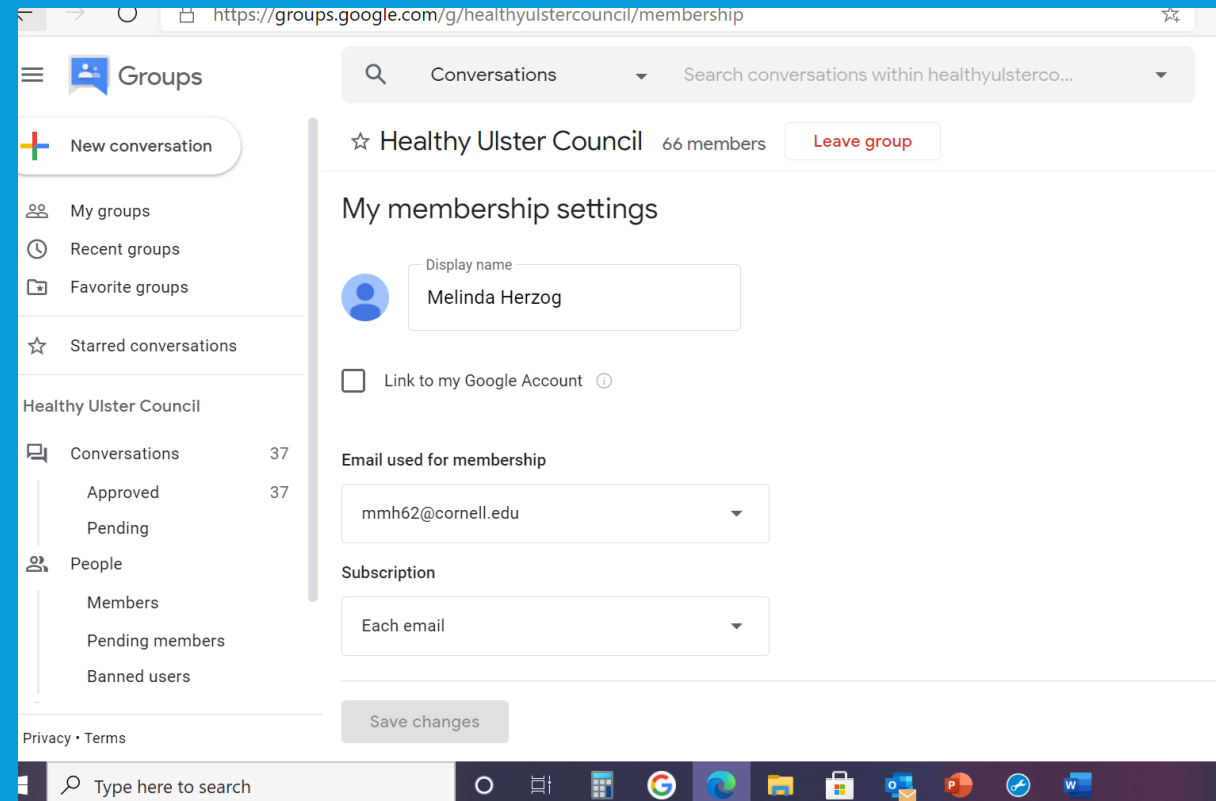 https://groups.google.com/g/healthyulstercouncil/membership
Groups
Conversations
Search conversations within healthyulsterco...
New conversation
Healthy Ulster Council 66 members Leave group
My groups
Recent groups
Favorite groups
Starred conversations
Healthy Ulster Council
Conversations 37
Approved 37
Pending
People
Members
Pending members
Banned users
Privacy • Terms
My membership settings
Display name
Melinda Herzog
Link to my Google Account
Email used for membership
mmh62@cornell.edu
Subscription
Each email
Save changes
Type here to search